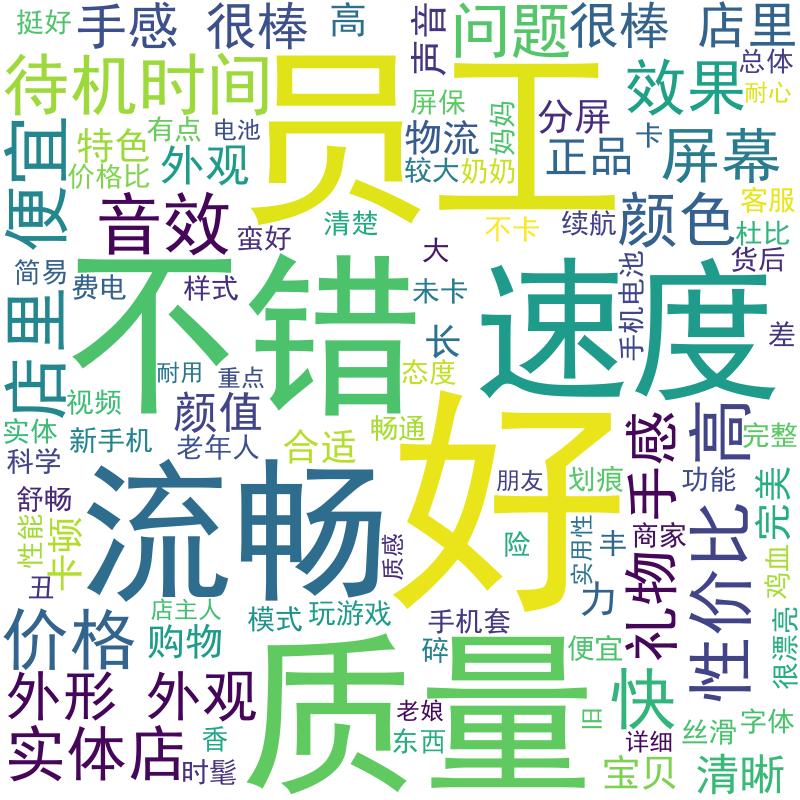 挺好
手感
很棒
高
声音
问题
很棒
店里
待机时间
员工
效果
总体
耐心
屏保
妈妈
分屏
便宜
特色
有点
电池
物流
卡
屏幕
价格比
外观
较大
奶奶
正品
音效
清楚
不卡
续航
颜色
客服
杜比
蛮好
大
货后
简易
费电
样式
不错
未卡
速度
手机电池
店里
长
差
耐用
重点
态度
视频
颜值
实体
新手机
老年人
合适
畅通
好
手感
高
完整
科学
流畅
朋友
划痕
功能
完美
舒畅
性能
卡顿
质感
险
实用性
丰
商家
性价比
鸡血
丑
力
礼物
店主人
模式
玩游戏
手机套
很漂亮
价格
购物
碎
便宜
质量
外形
外观
快
老娘
旧
字体
实体店
香
东西
详细
丝滑
时髦
宝贝
清晰